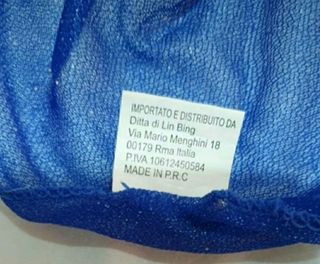 IMPORTATO E DISTRIBUITO DA
Ditta di Lin Bing
Via Mario Menghini 18
00179 Rma Italia
P.IVA 10612450584
MADE IN P.R.C